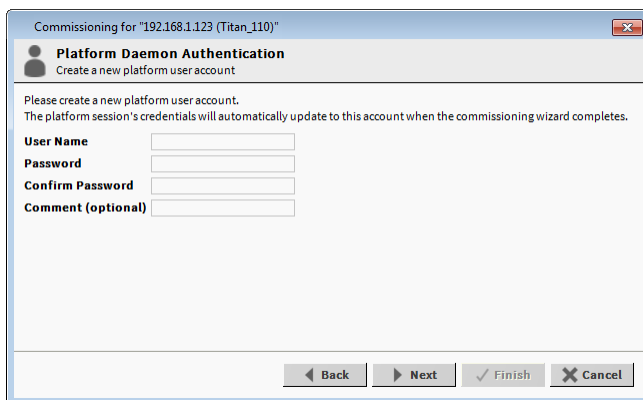 Commissioning for "192.168.1.123 (Titan_110)"
Platform Daemon Authentication
Create a new platform user account
Please create a new platform user account.
The platform session's credentials will automatically update to this account when the commissioning wizard completes.
User Name
Password
Confirm Password
Comment (optional)
Back Next Finish Cancel